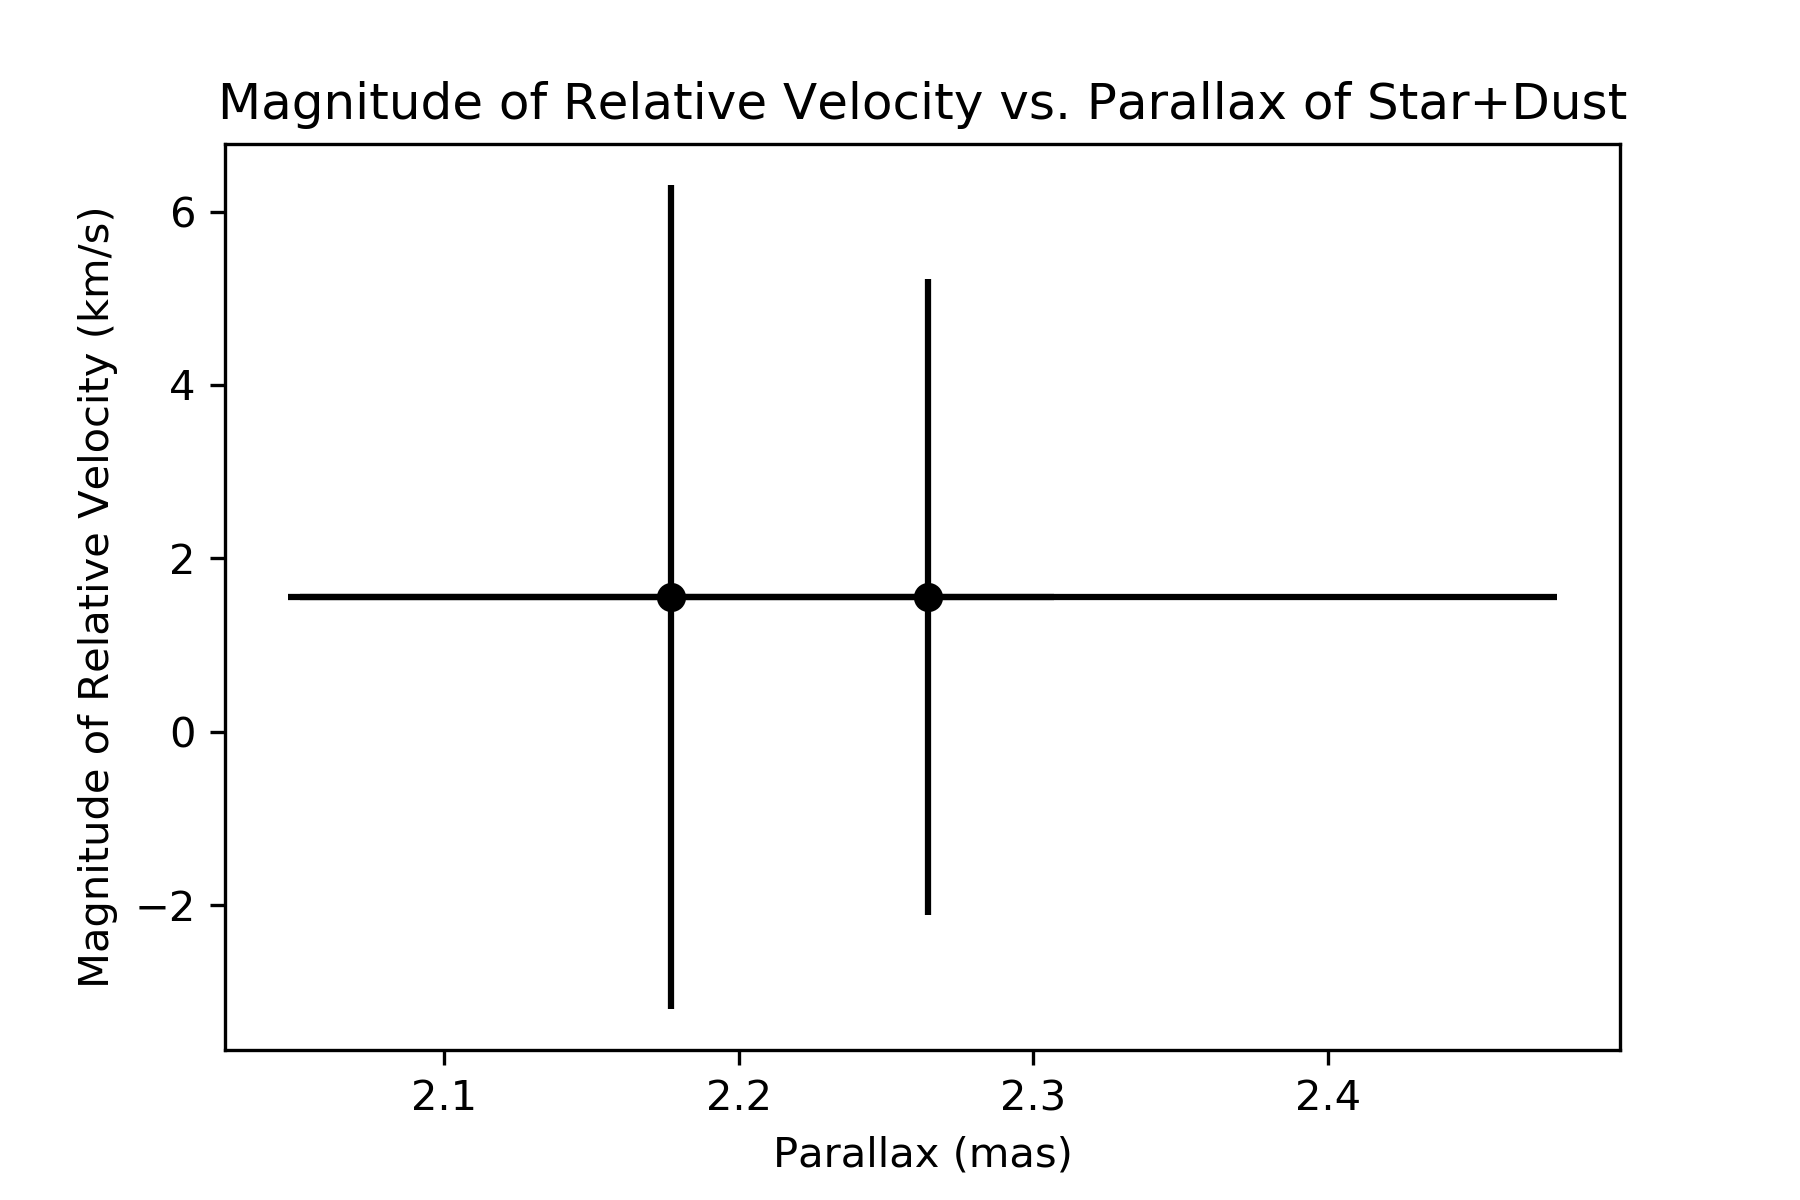 Magnitude of Relative Velocity vs. Parallax of Star+Dust
Magnitude of Relative Velocity (km/s)
6
4
2
0
−2
2.1 2.2 2.3 2.4
Parallax (mas)